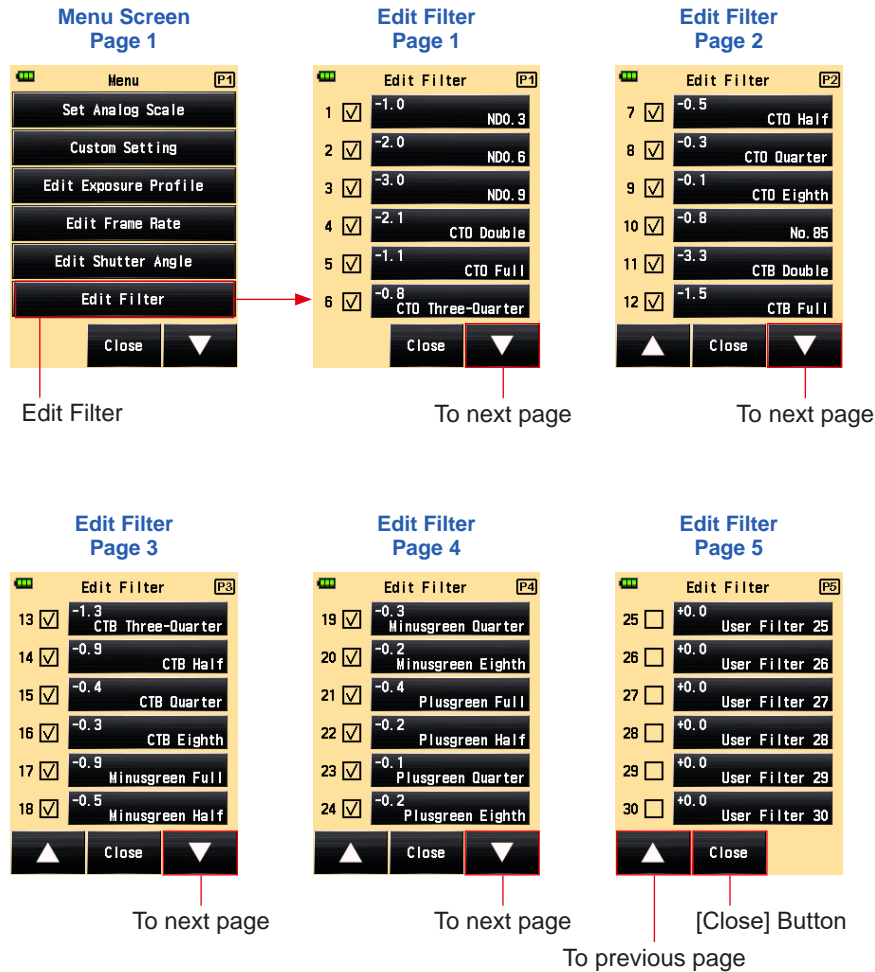 Menu Screen
Page 1
Menu P1
Set Analog Scale
Custom Setting
Edit Exposure Profile
Edit Frame Rate
Edit Shutter Angle
Edit Filter
Close
Edit Filter
Edit Filter
Page 1
Edit Filter P1
1 -1.0 ND0.3
2 -2.0 ND0.6
3 -3.0 ND0.9
4 -2.1 CTO Double
5 -1.1 CTO Full
6 -0.8 CTO Three-Quarter
Close
To next page
Edit Filter
Page 2
Edit Filter P2
7 -0.5 CTO Half
8 -0.3 CTO Quarter
9 -0.1 CTO Eighth
10 -0.8 No.85
11 -3.3 CTB Double
12 -1.5 CTB Full
Close
To next page
Edit Filter
Page 3
Edit Filter P3
13 -1.3 CTB Three-Quarter
14 -0.9 CTB Half
15 -0.4 CTB Quarter
16 -0.3 CTB Eighth
17 -0.9 Minusgreen Full
18 -0.5 Minusgreen Half
Close
To next page
Edit Filter
Page 4
Edit Filter P4
19 -0.3 Minusgreen Quarter
20 -0.2 Minusgreen Eighth
21 -0.4 Plusgreen Full
22 -0.2 Plusgreen Half
23 -0.1 Plusgreen Quarter
24 -0.2 Plusgreen Eighth
Close
To next page
Edit Filter
Page 5
Edit Filter P5
25 +0.0 User Filter 25
26 +0.0 User Filter 26
27 +0.0 User Filter 27
28 +0.0 User Filter 28
29 +0.0 User Filter 29
30 +0.0 User Filter 30
Close
[Close] Button
To previous page